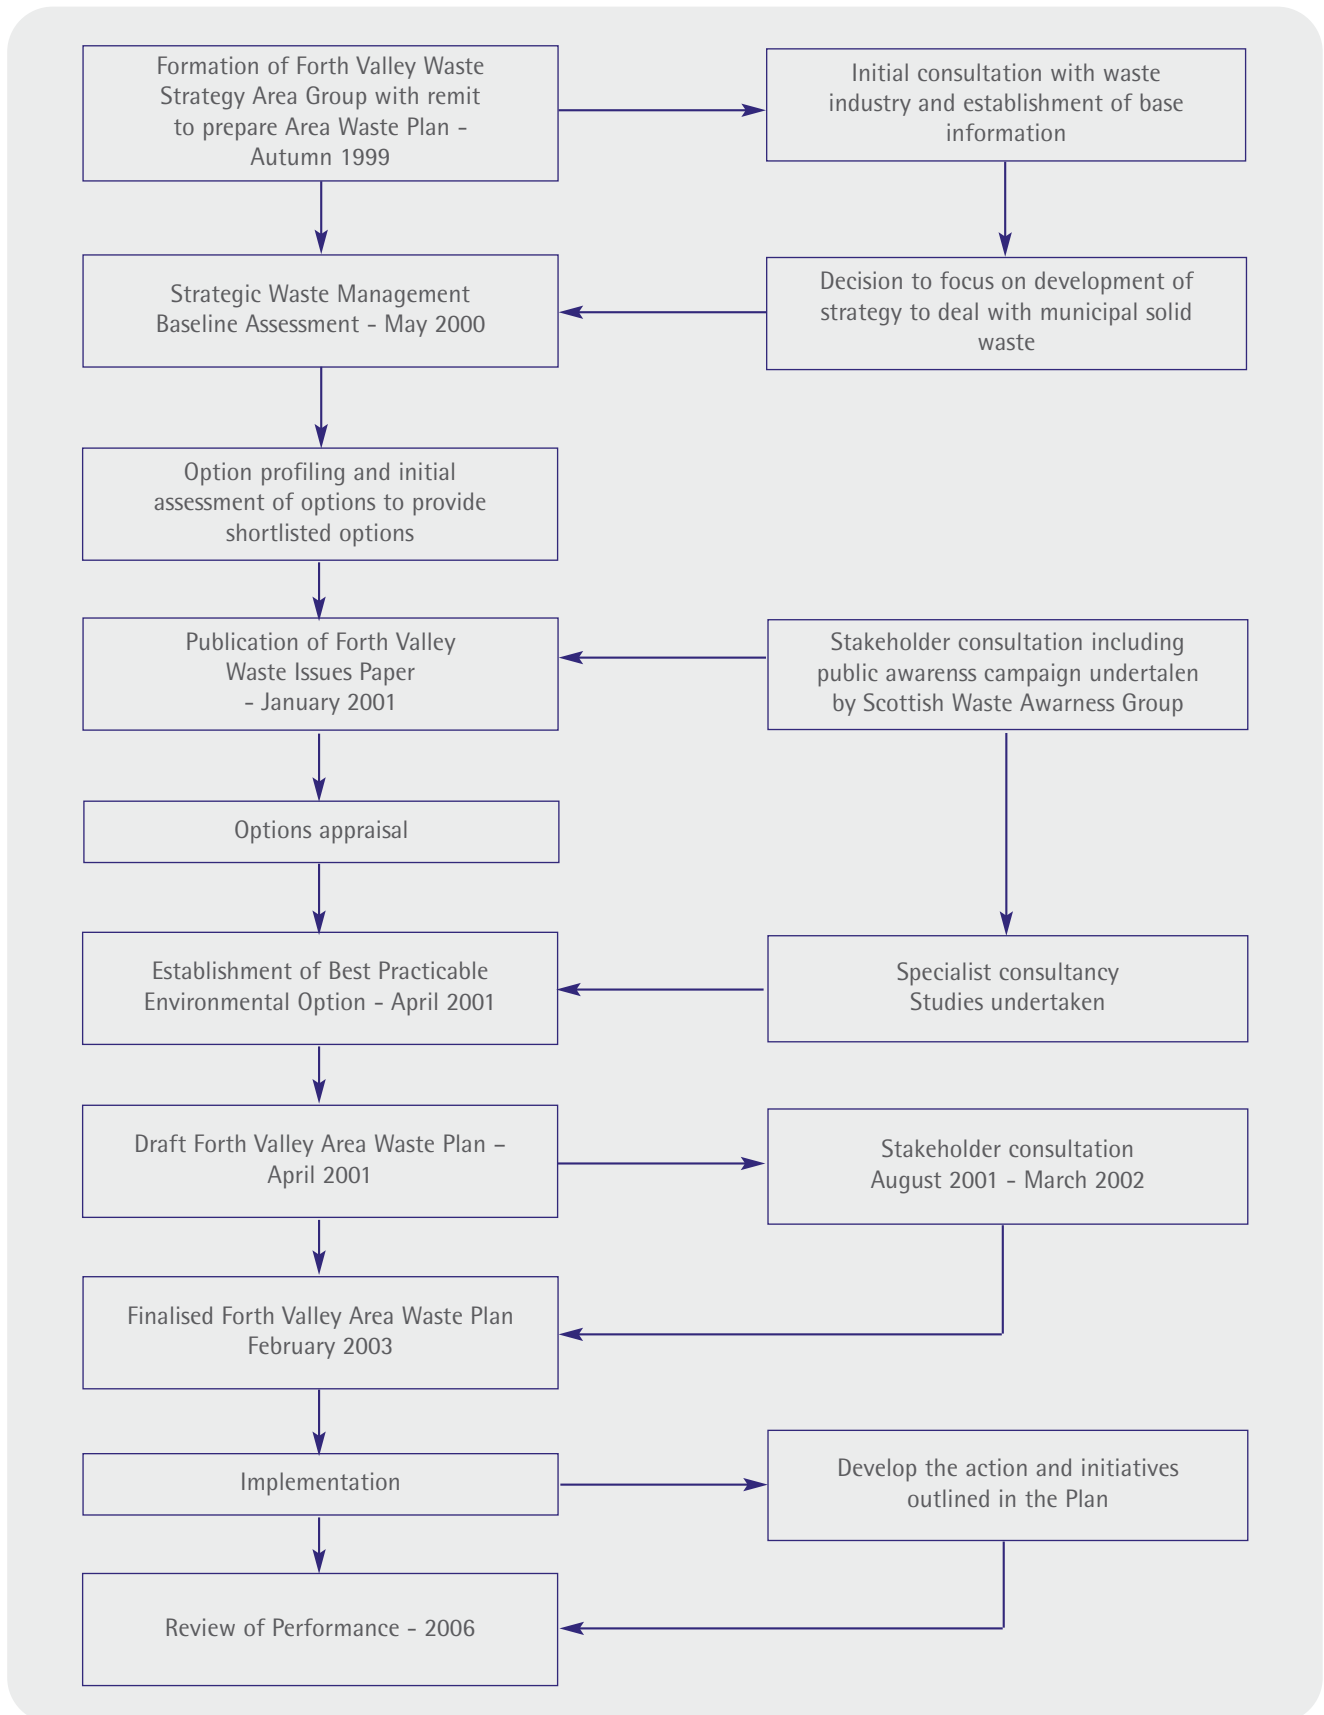 Formation of Forth Valley Waste
Strategy Area Group with remit
to prepare Area Waste Plan -
Autumn 1999
Initial consultation with waste
industry and establishment of base
information
Strategic Waste Management
Baseline Assessment - May 2000
Decision to focus on development of
strategy to deal with municipal solid
waste
Option profiling and initial
assessment of options to provide
shortlisted options
Publication of Forth Valley
Waste Issues Paper
- January 2001
Stakeholder consultation including
public awarenss campaign undertalen
by Scottish Waste Awarness Group
Options appraisal
Establishment of Best Practicable
Environmental Option - April 2001
Specialist consultancy
Studies undertaken
Draft Forth Valley Area Waste Plan –
April 2001
Stakeholder consultation
August 2001 - March 2002
Finalised Forth Valley Area Waste Plan
February 2003
Implementation
Develop the action and initiatives
outlined in the Plan
Review of Performance - 2006